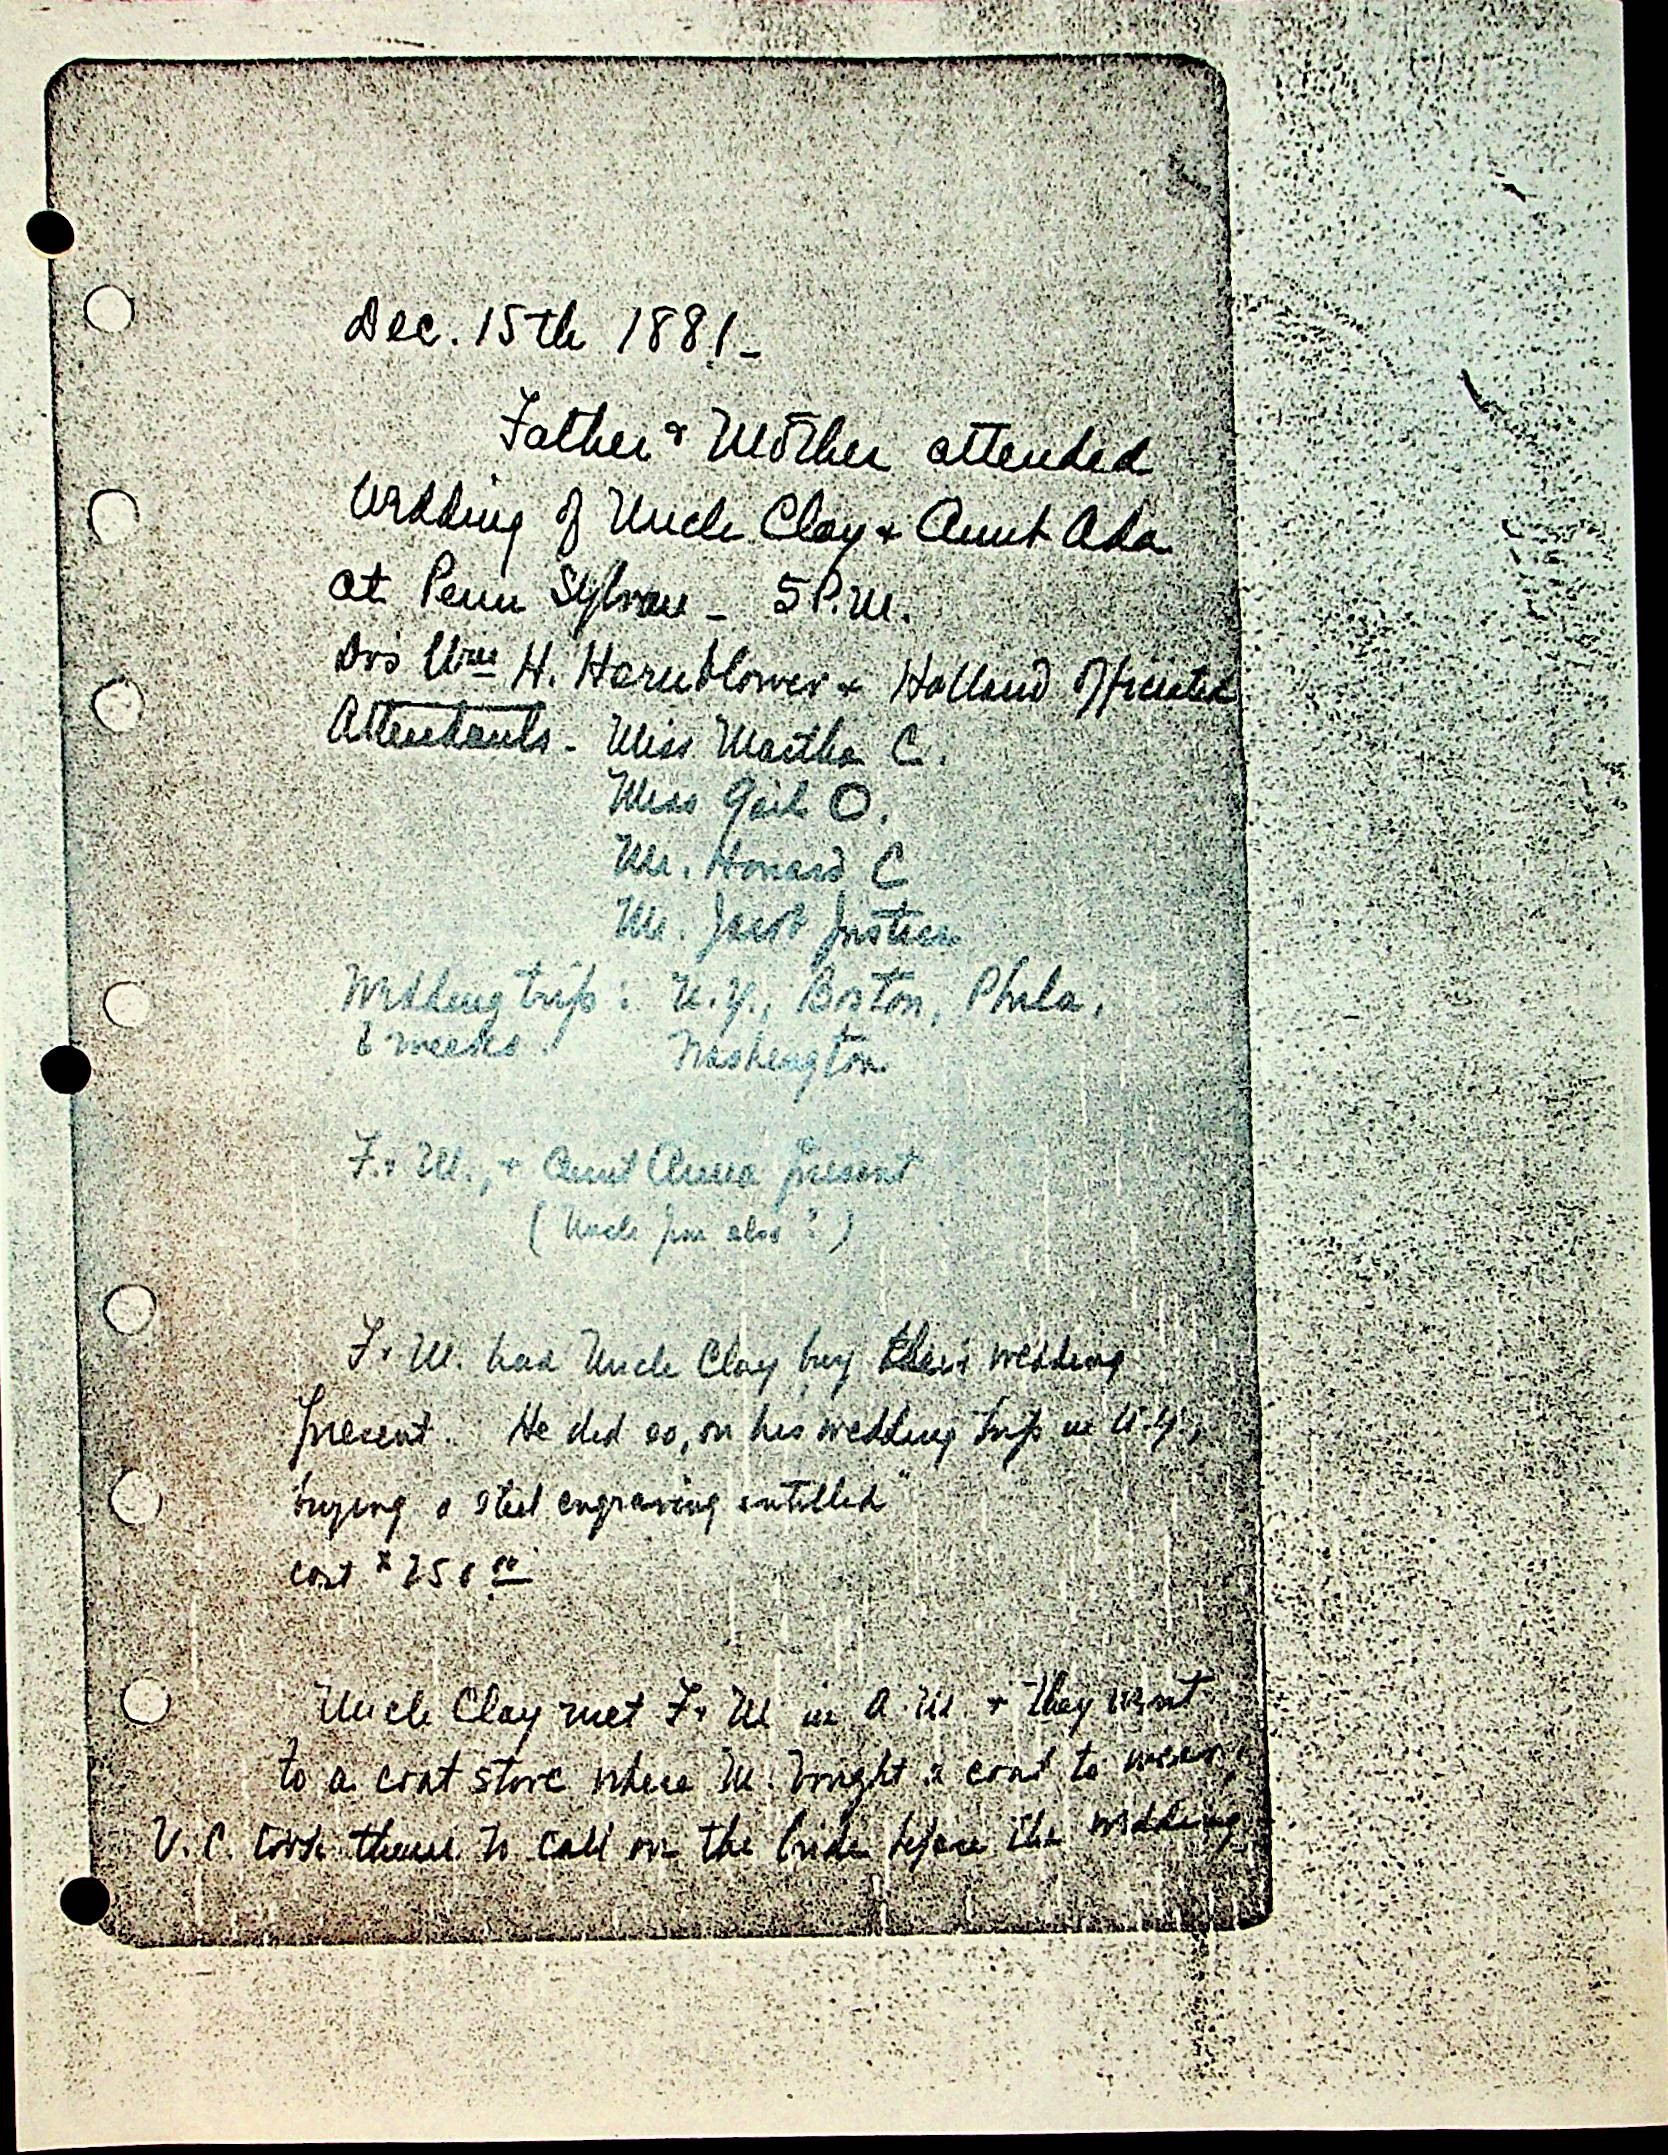 Dec. 15th 1881 -
Father & Mother attended
Wedding of Uncle Clay & Aunt Ada
at Penn Sylvan - 5 P.M.
Drs Wm H. Hornblower & Holland Officiated
Attendants - Miss Martha C.
Miss Gail O.
Mr. Howard C
Mr. Jacob Justice
Wedding trip: N.Y., Boston, Phila,
6 weeks. Washington
F. & M., + Aunt Anna present
(Uncle Jim also?)
F & M. had Uncle Clay buy their wedding
present. He did so, on his wedding trip in N.Y.,
buying a steel engraving entitled "
cost $
Uncle Clay met F & M in A.M. + they went
to a coat store where M. bought a coat to wear,
U.C. took them to call on the bride before the wedding